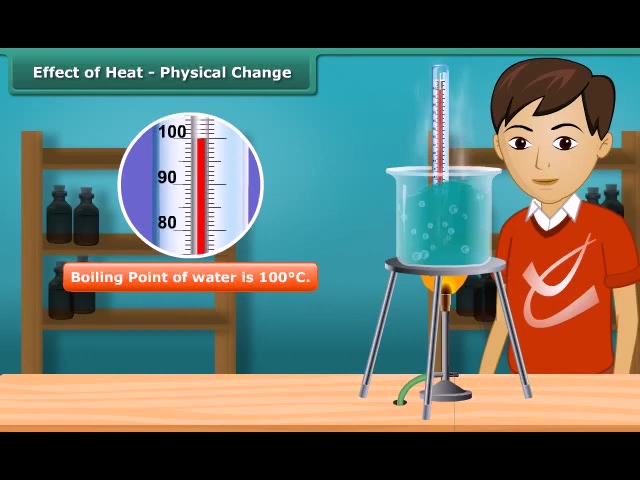 Effect of Heat - Physical Change
100
90
80
Boiling Point of water is 100°C.